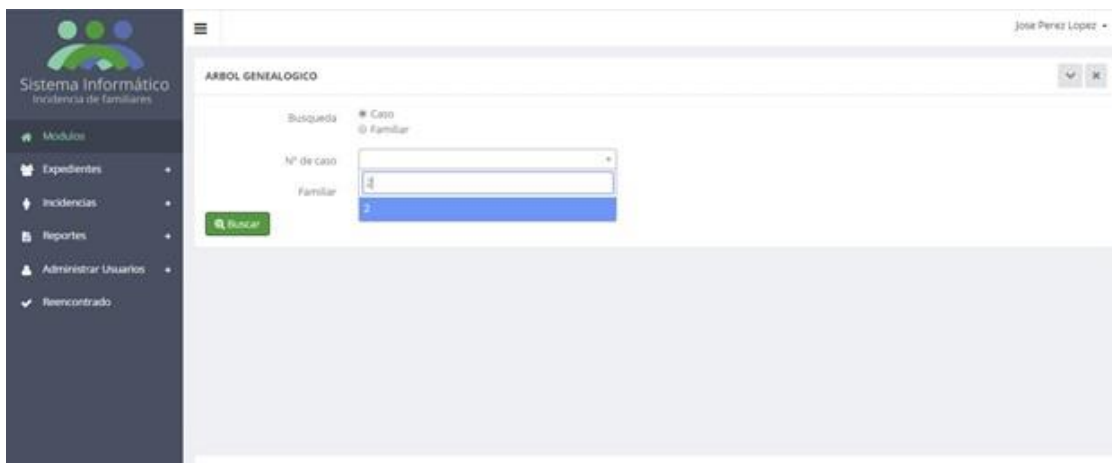 Jose Perez Lopez
Sistema Informático
Incidencia de familiares
ARBOL GENEALOGICO
Busqueda
Caso
Familiar
Modulos
N° de caso
Expedientes
2
Familiar
Incidencias
2
Buscar
Reportes
Administrar Usuarios
Reencontrado